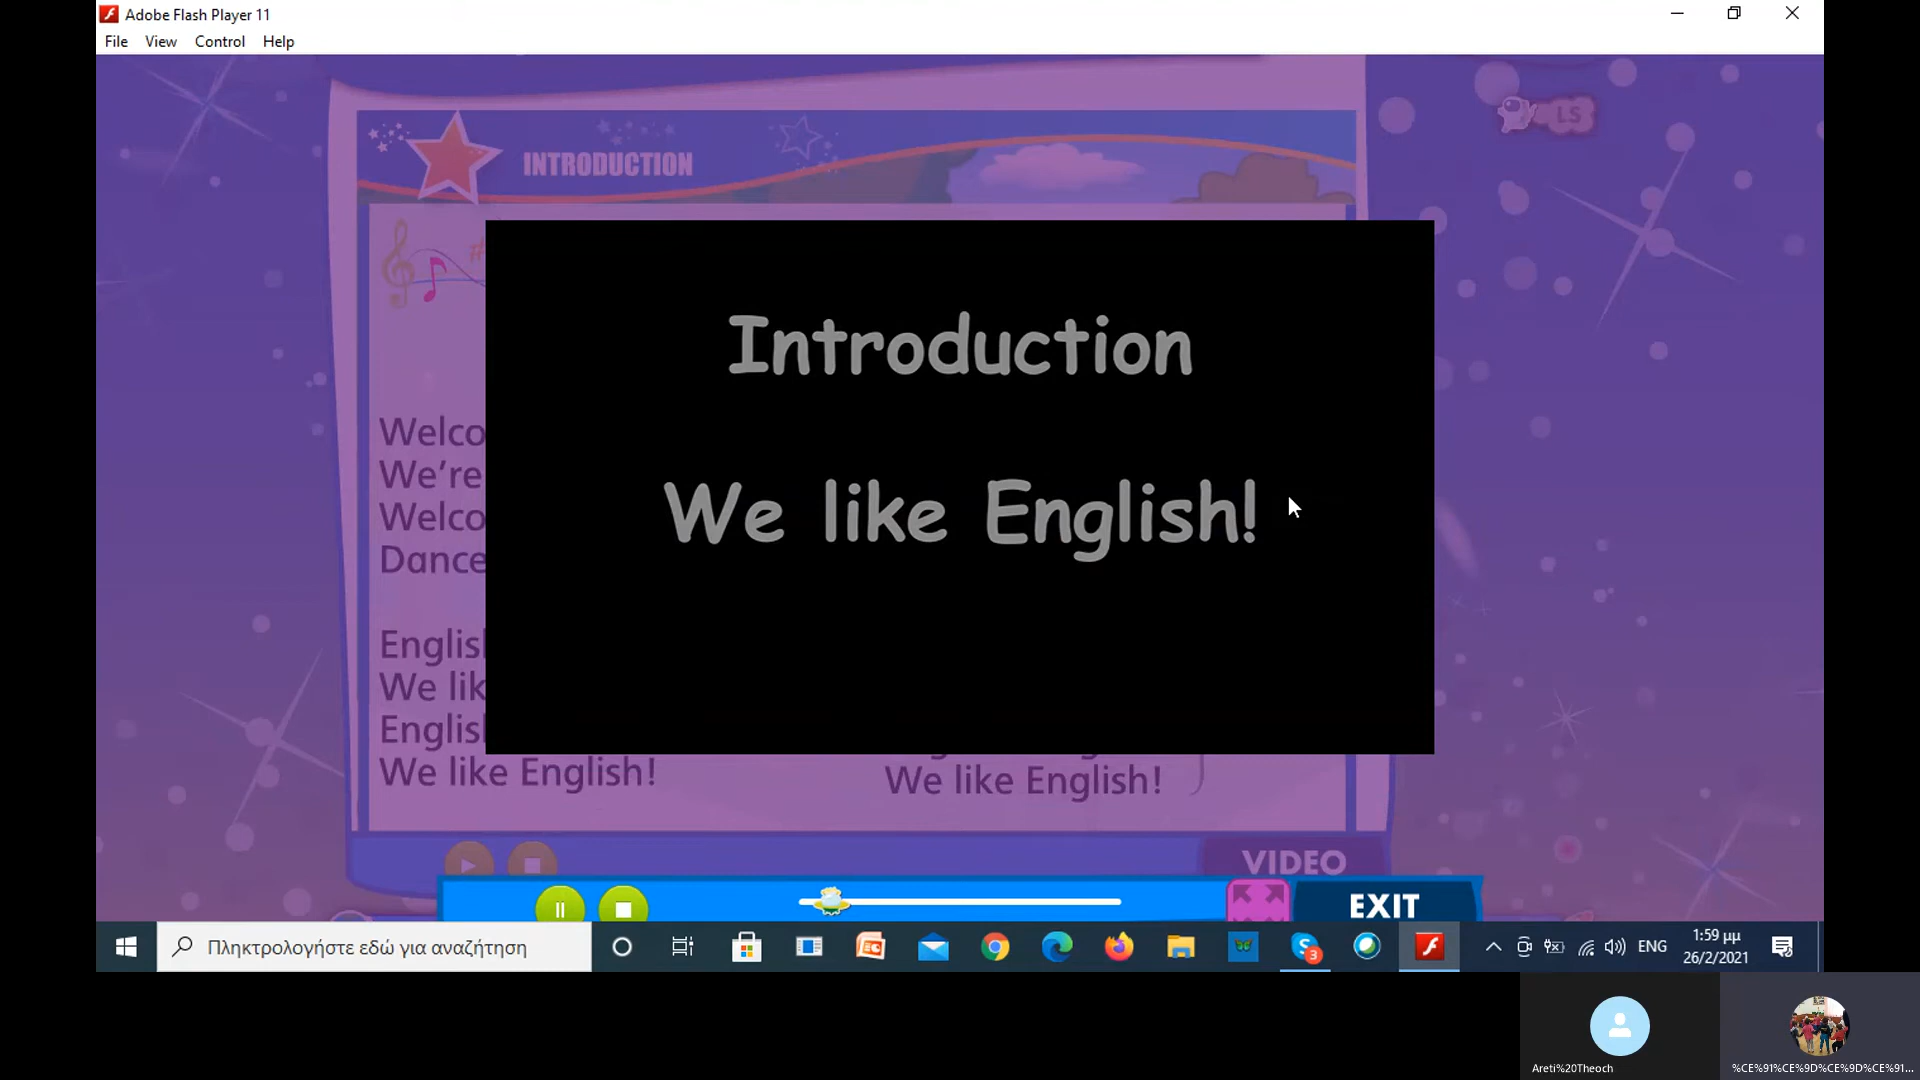 Adobe Flash Player 11
File View Control Help
LS
INTRODUCTION
Introduction
We like English!
Welco
We're
Welco
Dance
Englis
We lik
Englis
We like English!
We like English!
VIDEO
EXIT
Πληκτρολογήστε εδώ για αναζήτηση
3
ENG
1:59 μμ
26/2/2021
Areti%20Theoch
%CE%91%CE%9D%CE%9D%CE%91...